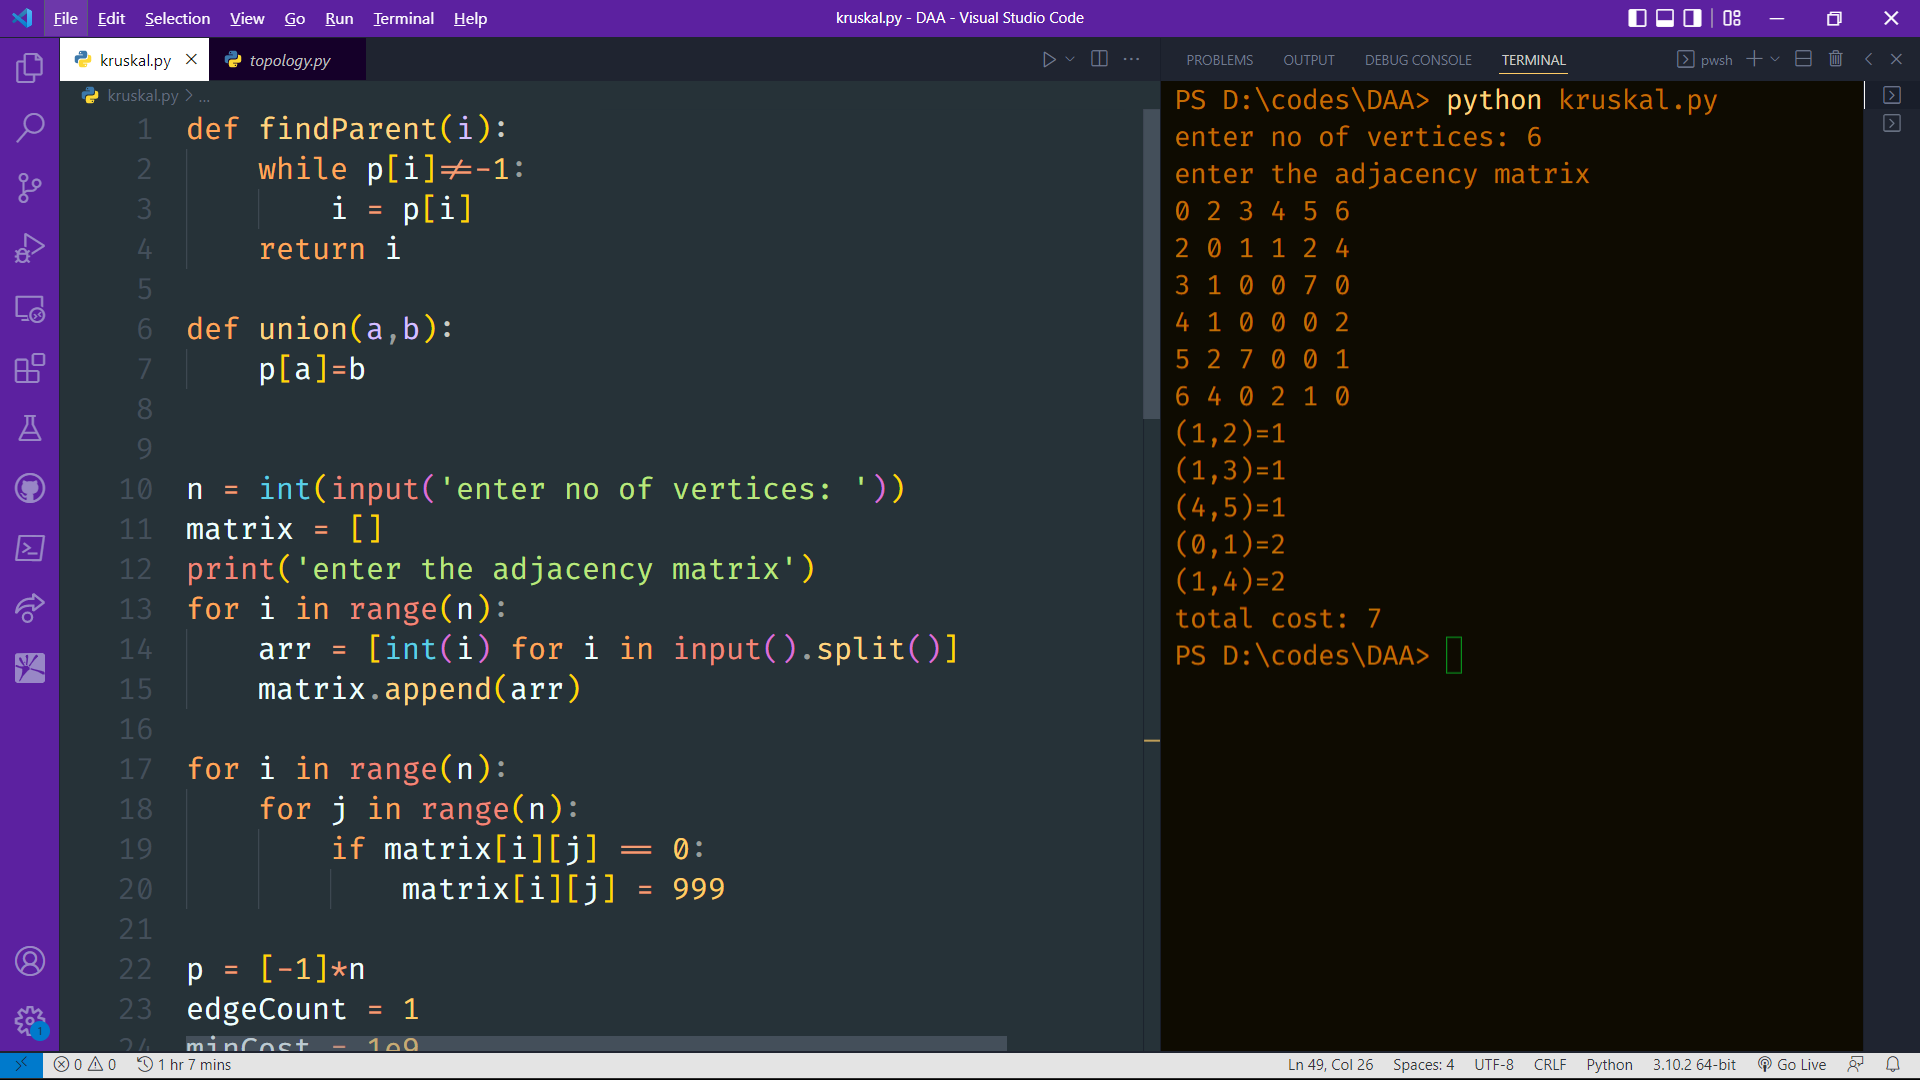 File Edit Selection View Go Run Terminal Help
kruskal.py - DAA - Visual Studio Code
kruskal.py
topology.py
kruskal.py > ...
1 def findParent(i):
2 while p[i]≠-1:
3 i = p[i]
4 return i
5
6 def union(a,b):
7 p[a]=b
8
9
10 n = int(input('enter no of vertices: '))
11 matrix = []
12 print('enter the adjacency matrix')
13 for i in range(n):
14 arr = [int(i) for i in input().split()]
15 matrix.append(arr)
16
17 for i in range(n):
18 for j in range(n):
19 if matrix[i][j] == 0:
20 matrix[i][j] = 999
21
22 p = [-1]*n
23 edgeCount = 1
24 minCost = 1e9
PROBLEMS OUTPUT DEBUG CONSOLE TERMINAL
pwsh
PS D:\codes\DAA> python kruskal.py
enter no of vertices: 6
enter the adjacency matrix
0 2 3 4 5 6
2 0 1 1 2 4
3 1 0 0 7 0
4 1 0 0 0 2
5 2 7 0 0 1
6 4 0 2 1 0
(1,2)=1
(1,3)=1
(4,5)=1
(0,1)=2
(1,4)=2
total cost: 7
PS D:\codes\DAA>
1
0 0 1 hr 7 mins
Ln 49, Col 26 Spaces: 4 UTF-8 CRLF Python 3.10.2 64-bit Go Live